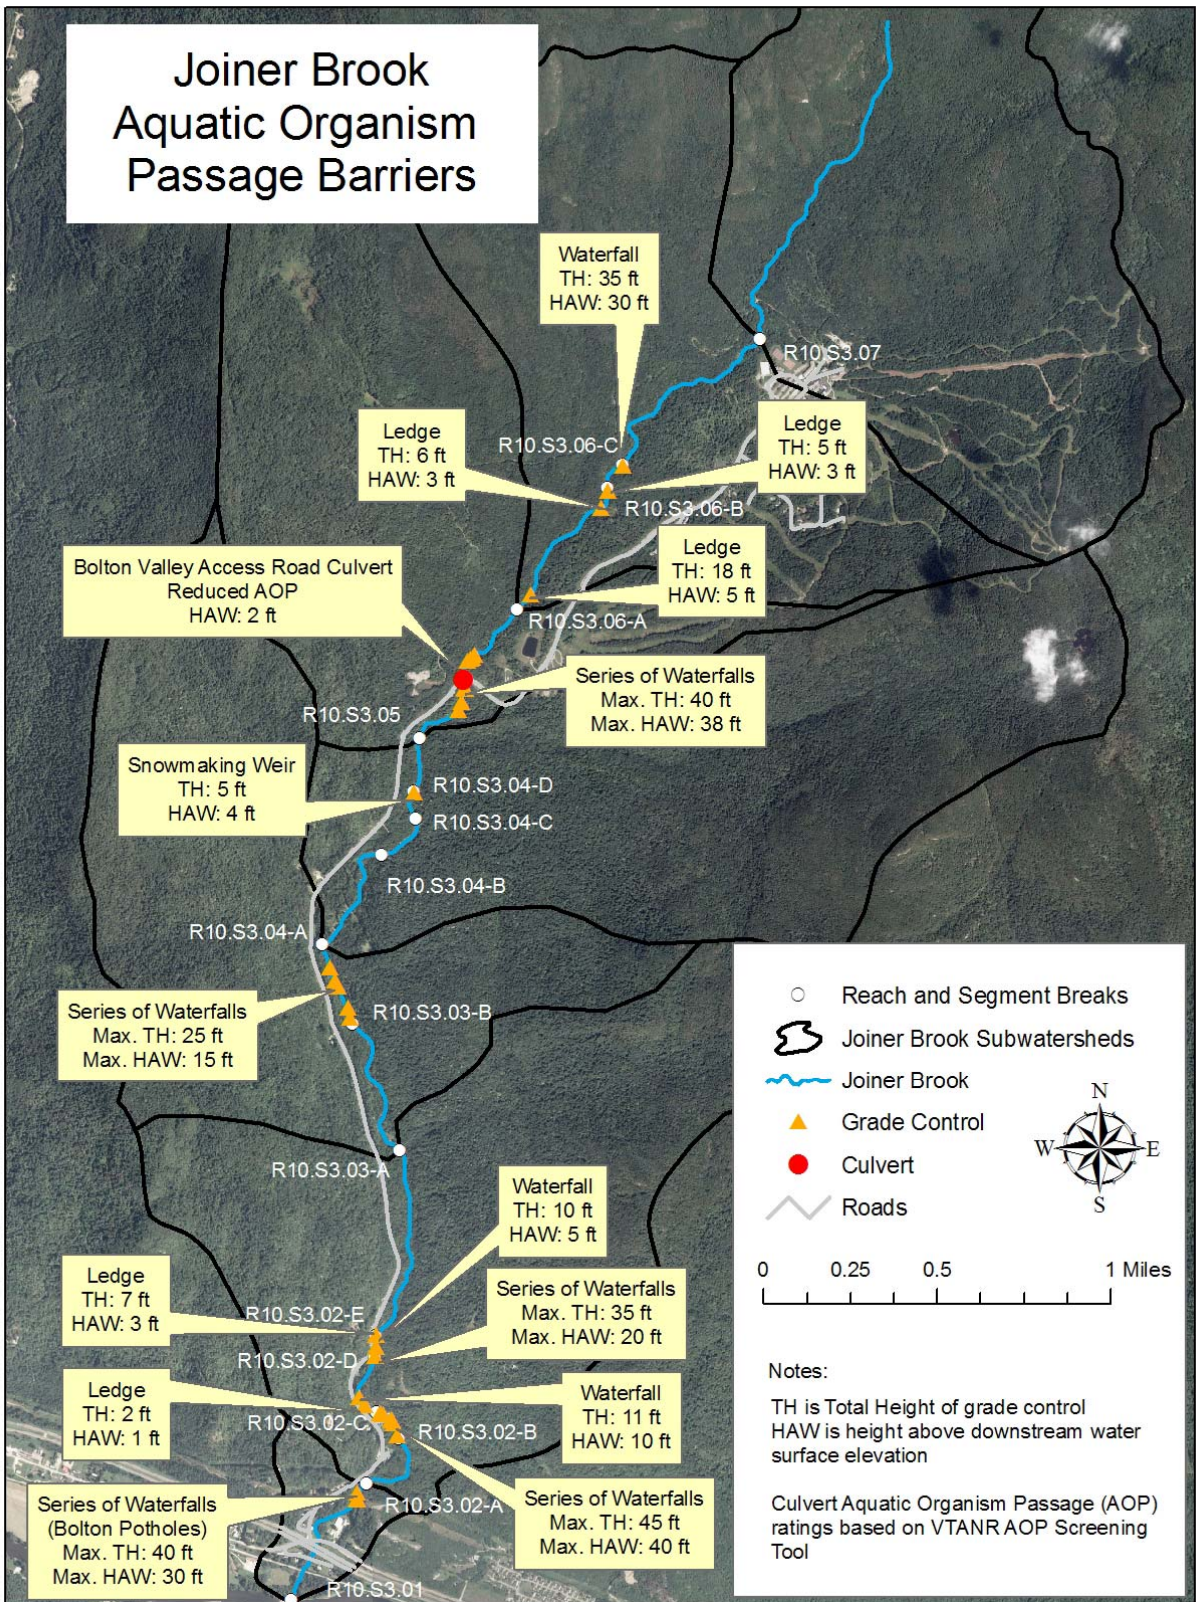 Joiner Brook
Aquatic Organism
Passage Barriers
Waterfall
TH: 35 ft
HAW: 30 ft
R10.S3.07
Ledge
TH: 6 ft
HAW: 3 ft
R10.S3.06-C
Ledge
TH: 5 ft
HAW: 3 ft
R10.S3.06-B
Bolton Valley Access Road Culvert
Reduced AOP
HAW: 2 ft
Ledge
TH: 18 ft
HAW: 5 ft
R10.S3.06-A
Series of Waterfalls
Max. TH: 40 ft
Max. HAW: 38 ft
R10.S3.05
Snowmaking Weir
TH: 5 ft
HAW: 4 ft
R10.S3.04-D
R10.S3.04-C
R10.S3.04-B
R10.S3.04-A
Series of Waterfalls
Max. TH: 25 ft
Max. HAW: 15 ft
R10.S3.03-B
R10.S3.03-A
Waterfall
TH: 10 ft
HAW: 5 ft
Ledge
TH: 7 ft
HAW: 3 ft
R10.S3.02-E
Series of Waterfalls
Max. TH: 35 ft
Max. HAW: 20 ft
R10.S3.02-D
Ledge
TH: 2 ft
HAW: 1 ft
R10.S3.02-C
Waterfall
TH: 11 ft
HAW: 10 ft
R10.S3.02-B
Series of Waterfalls
(Bolton Potholes)
Max. TH: 40 ft
Max. HAW: 30 ft
R10.S3.02-A
Series of Waterfalls
Max. TH: 45 ft
Max. HAW: 40 ft
R10.S3.01
Reach and Segment Breaks
Joiner Brook Subwatersheds
Joiner Brook
Grade Control
Culvert
Roads
N
W E
S
0 0.25 0.5 1 Miles
Notes:
TH is Total Height of grade control
HAW is height above downstream water
surface elevation
Culvert Aquatic Organism Passage (AOP)
ratings based on VTANR AOP Screening
Tool